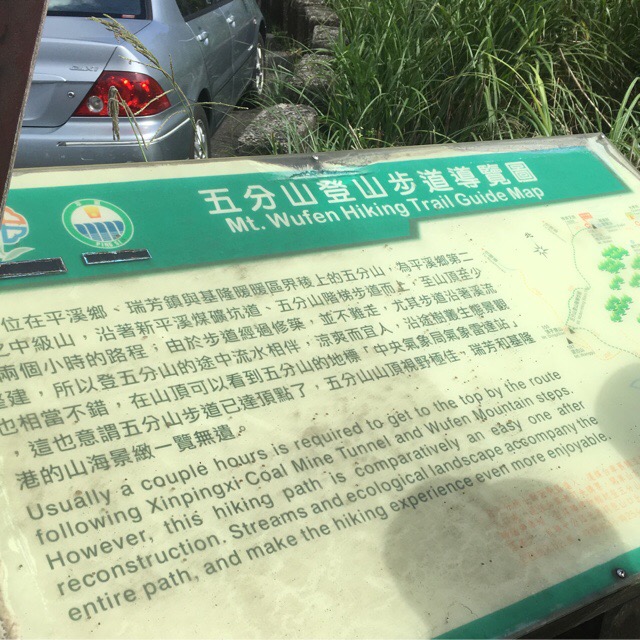 五分山登山步道導覽圖
Mt. Wufen Hiking Trail Guide Map
位在平溪鄉、瑞芳鎮與基隆暖暖區界稜上的五分山，為平溪鄉第二
之中級山，沿著新平溪煤礦坑道、五分山階梯步道而上，至山頂至少
兩個小時的路程，由於步道經過修築，並不難走，尤其步道沿著溪流
，所以登五分山的途中流水相伴，涼爽而宜人，沿途樹叢生態景觀
也相當不錯，在山頂可以看到五分山的地標「中央氣象局氣象雷達站」
，這也意謂五分山步道已達頂點了，五分山山頂視野極佳，瑞芳和基隆
港的山海景緻一覽無遺。
Usually a couple hours is required to get to the top by the route
following Xinpingxi Coal Mine Tunnel and Wufen Mountain steps.
However, this hiking path is comparatively an easy one after
reconstruction. Streams and ecological landscape accompany the
entire path, and make the hiking experience even more enjoyable.